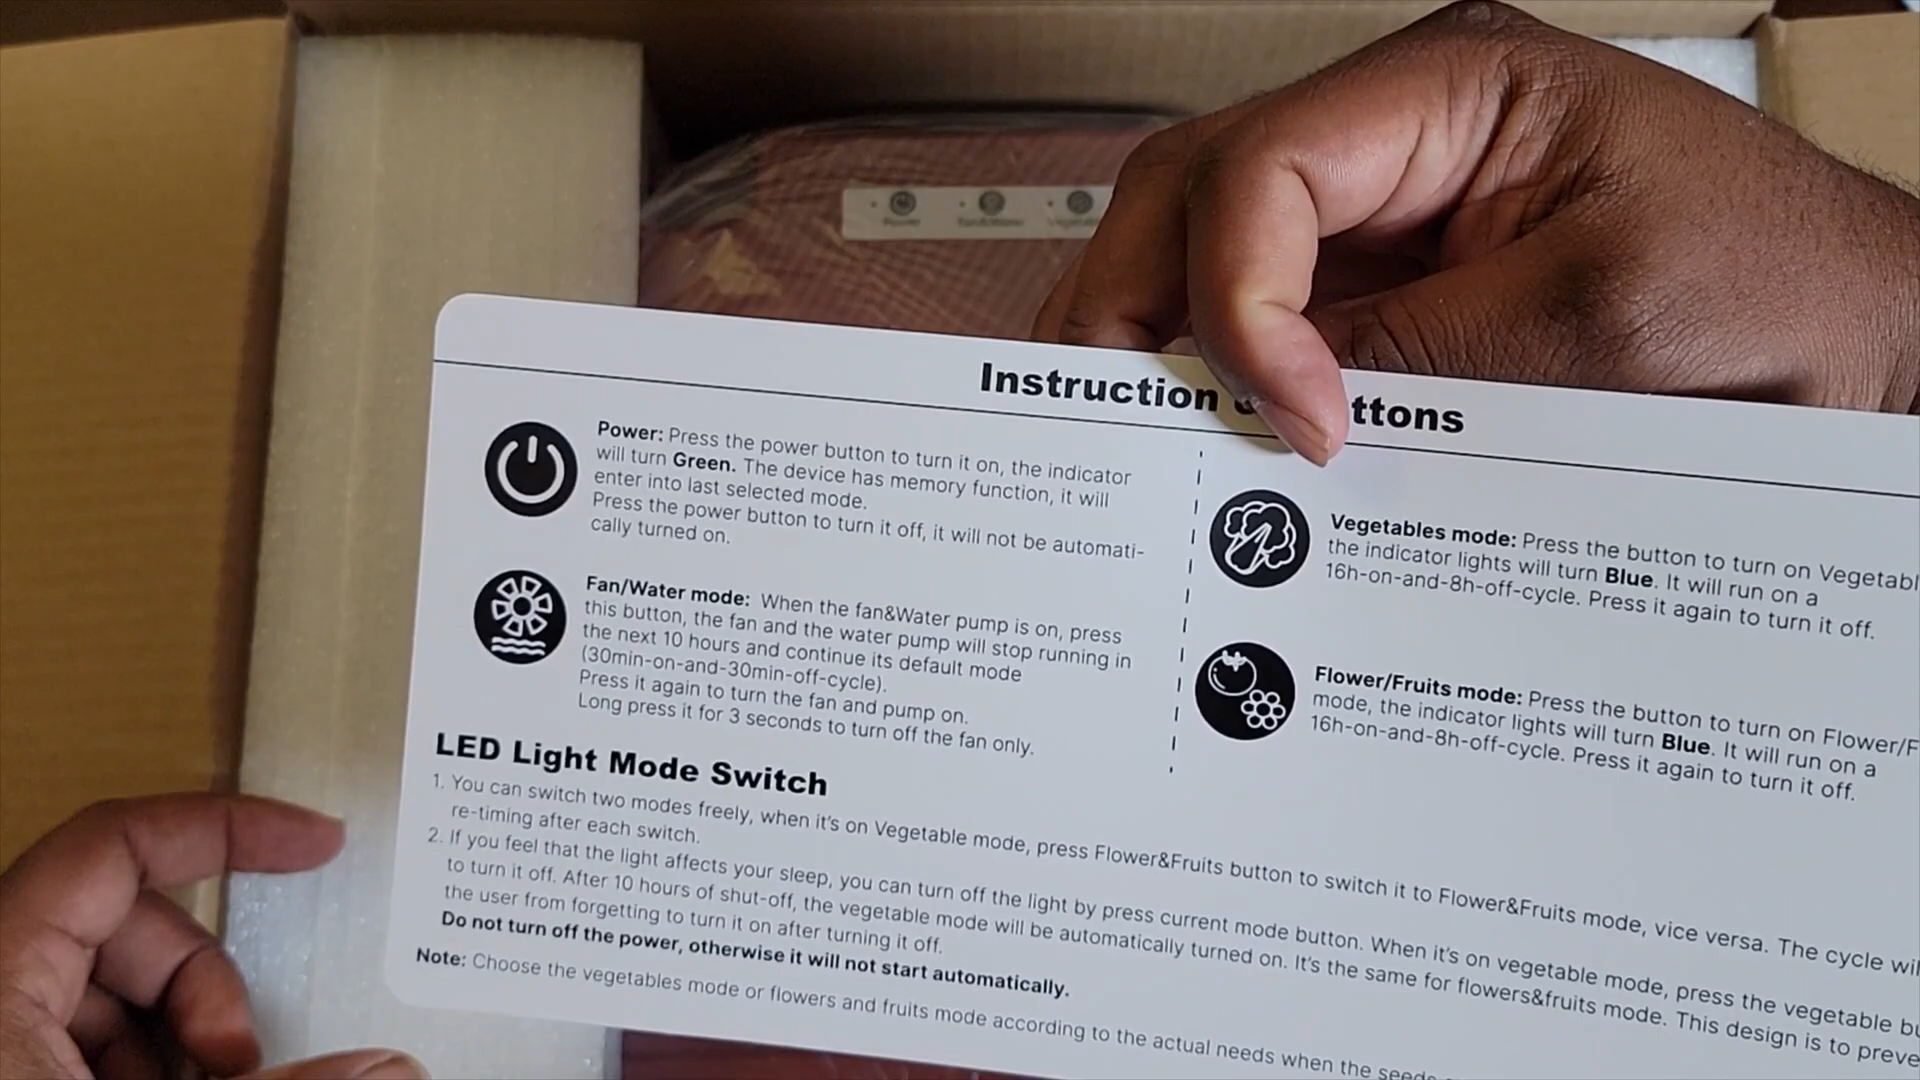 Instruction ttons
Power: Press the power button to turn it on, the indicator
will turn Green. The device has memory function, it will
enter into last selected mode.
Press the power button to turn it off, it will not be automati-
cally turned on.
Fan/Water mode: When the fan&Water pump is on, press
this button, the fan and the water pump will stop running in
the next 10 hours and continue its default mode
(30min-on-and-30min-off-cycle).
Press it again to turn the fan and pump on.
Long press it for 3 seconds to turn off the fan only.
Vegetables mode: Press the button to turn on Vegetabl
the indicator lights will turn Blue. It will run on a
16h-on-and-8h-off-cycle. Press it again to turn it off.
Flower/Fruits mode: Press the button to turn on Flower/F
mode, the indicator lights will turn Blue. It will run on a
16h-on-and-8h-off-cycle. Press it again to turn it off.
LED Light Mode Switch
1. You can switch two modes freely, when it's on Vegetable mode, press Flower&Fruits button to switch it to Flower&Fruits mode, vice versa. The cycle wil
re-timing after each switch.
2. If you feel that the light affects your sleep, you can turn off the light by press current mode button. When it's on vegetable mode, press the vegetable bu
to turn it off. After 10 hours of shut-off, the vegetable mode will be automatically turned on. It's the same for flowers&fruits mode. This design is to preve
the user from forgetting to turn it on after turning it off.
Do not turn off the power, otherwise it will not start automatically.
Note: Choose the vegetables mode or flowers and fruits mode according to the actual needs when the seeds